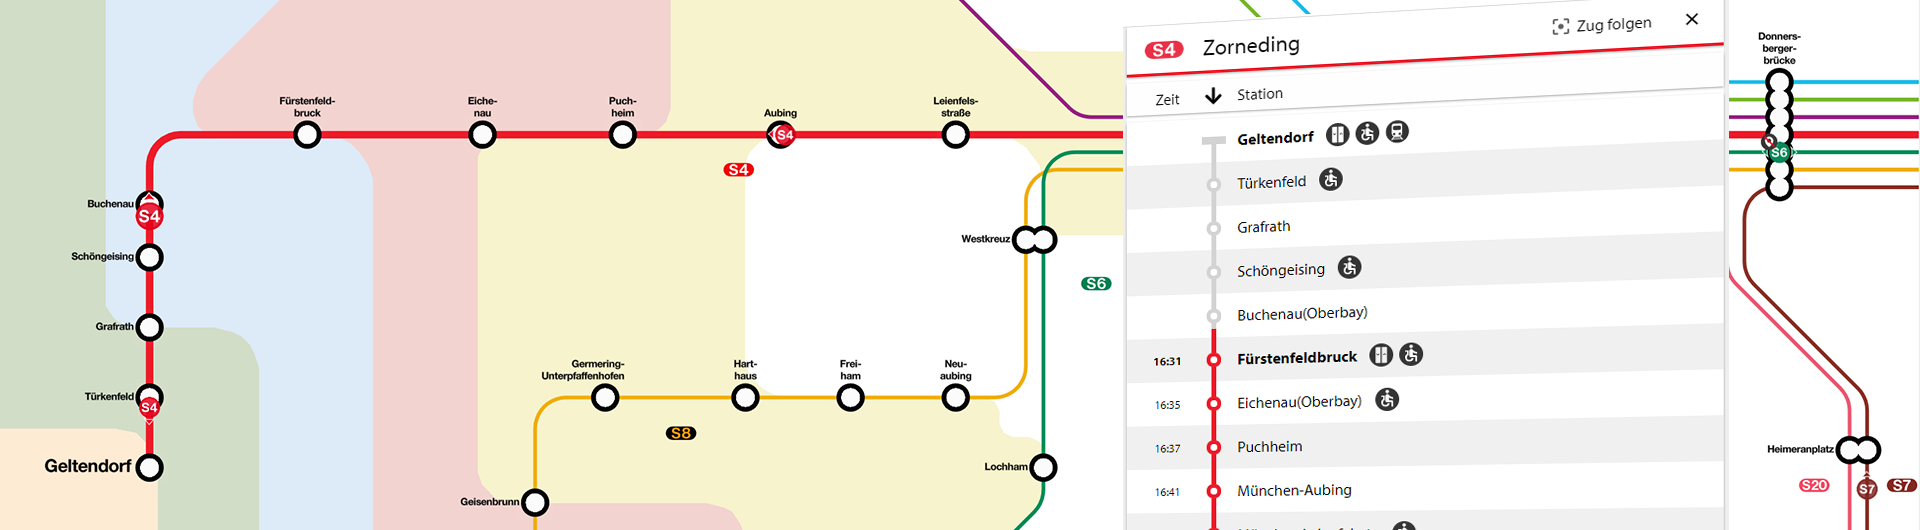 Fürstenfeld-
bruck
Eiche-
nau
Puch-
heim
Aubing
Leienfels-
straße
S4
S4
Buchenau
S4
Schöngeising
Grafrath
Türkenfeld
S4
Geltendorf
Westkreuz
S6
Germering-
Unterpfaffenhofen
Hart-
haus
Frei-
ham
Neu-
aubing
S8
Geisenbrunn
Lochham
S4 Zorneding
Zug folgen
Zeit Station
Geltendorf
Türkenfeld
Grafrath
Schöngeising
Buchenau(Oberbay)
16:31 Fürstenfeldbruck
16:35 Eichenau(Oberbay)
16:37 Puchheim
16:41 München-Aubing
Donners-
berger-
brücke
S6
Heimeranplatz
S20
S7
S7